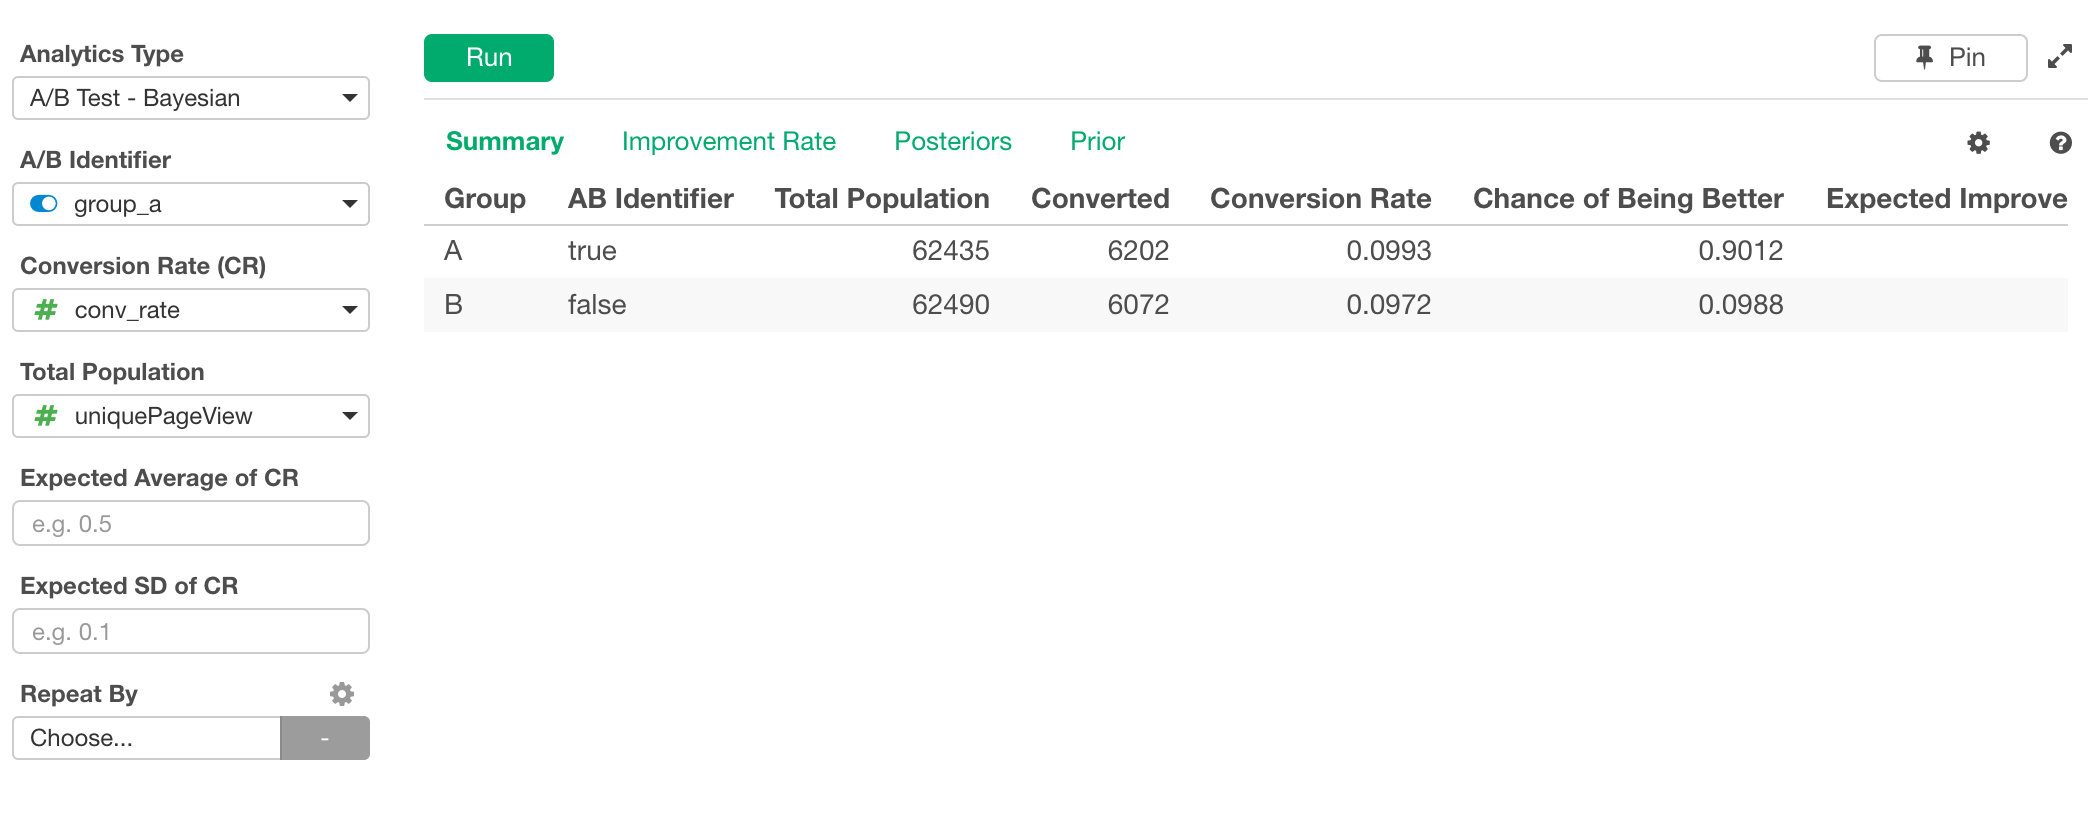 Analytics Type
A/B Test - Bayesian
A/B Identifier
group_a
Conversion Rate (CR)
# conv_rate
Total Population
# uniquePageView
Expected Average of CR
e.g. 0.5
Expected SD of CR
e.g. 0.1
Repeat By
Choose... -
Run Pin
Summary Improvement Rate Posteriors Prior ?
Group AB Identifier Total Population Converted Conversion Rate Chance of Being Better Expected Improve
A true 62435 6202 0.0993 0.9012
B false 62490 6072 0.0972 0.0988